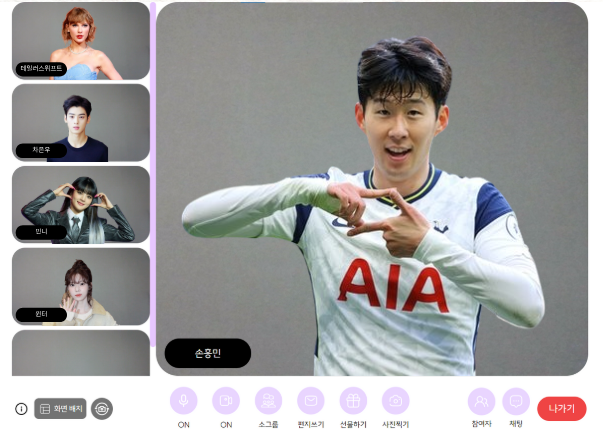 테일러스위프트
차은우
민니
윈터
AIA
손흥민
화면 배치
ON
ON
소그룹
편지쓰기
선물하기
사진찍기
참여자
채팅
나가기